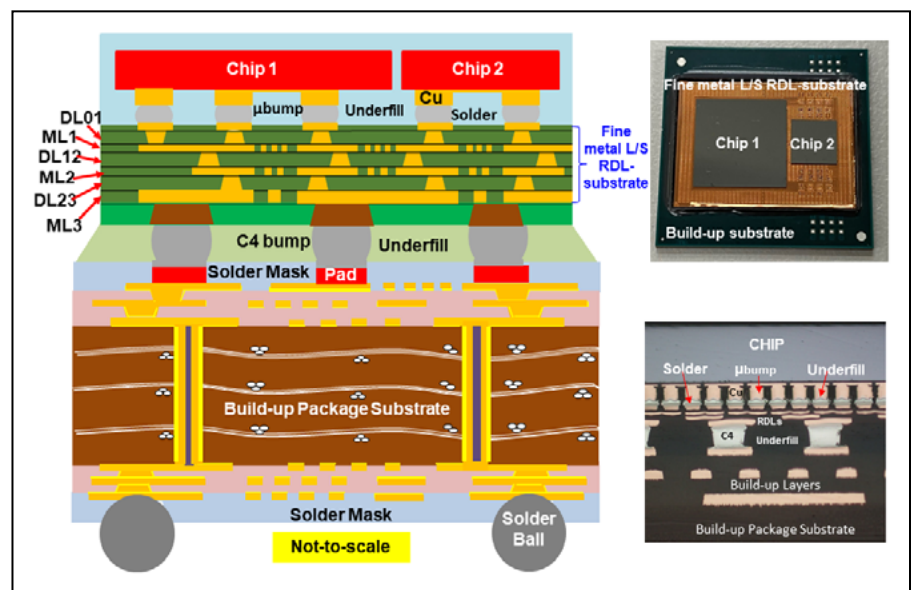 Chip 1
Chip 2
Cu
μbump
Underfill
Solder
DL01
ML1
DL12
ML2
DL23
ML3
Fine
metal L/S
RDL-
substrate
C4 bump
Underfill
Solder Mask
Pad
Build-up Package Substrate
Solder Mask
Solder
Ball
Not-to-scale
Fine metal L/S RDL-substrate
Chip 1
Chip 2
Build-up substrate
CHIP
Solder
μbump
Underfill
Cu
RDLs
C4
Underfill
Build-up Layers
Build-up Package Substrate